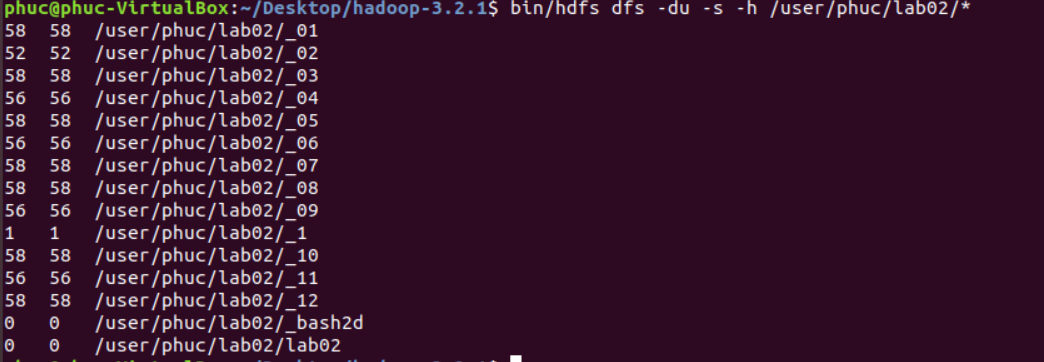 phuc@phuc-VirtualBox:~/Desktop/hadoop-3.2.1$ bin/hdfs dfs -du -s -h /user/phuc/lab02/*
58  58  /user/phuc/lab02/_01
52  52  /user/phuc/lab02/_02
58  58  /user/phuc/lab02/_03
56  56  /user/phuc/lab02/_04
58  58  /user/phuc/lab02/_05
56  56  /user/phuc/lab02/_06
58  58  /user/phuc/lab02/_07
58  58  /user/phuc/lab02/_08
56  56  /user/phuc/lab02/_09
1   1   /user/phuc/lab02/_1
58  58  /user/phuc/lab02/_10
56  56  /user/phuc/lab02/_11
58  58  /user/phuc/lab02/_12
0   0   /user/phuc/lab02/_bash2d
0   0   /user/phuc/lab02/lab02